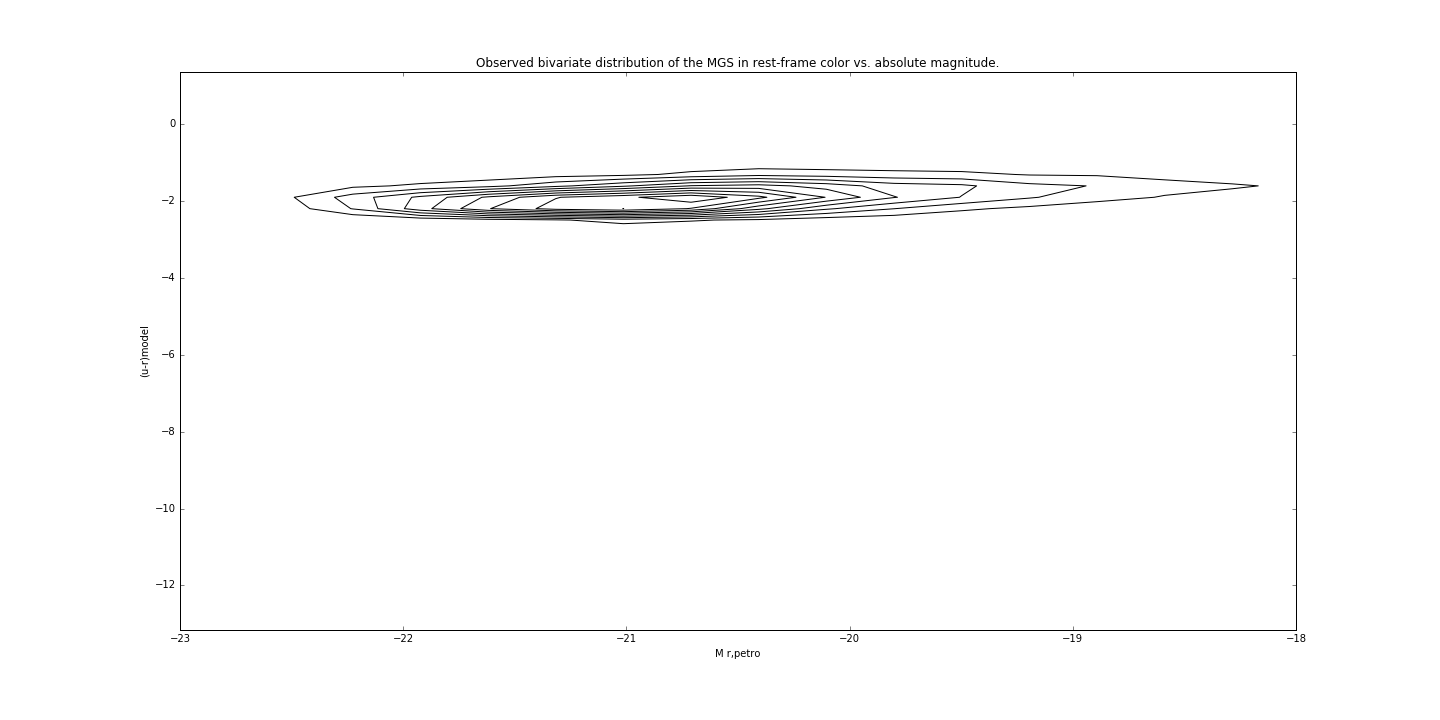 Observed bivariate distribution of the MGS in rest-frame color vs. absolute magnitude.
0
−2
−4
−6
−8
−10
−12
(u-r)model
−23 −22 −21 −20 −19 −18
M r,petro